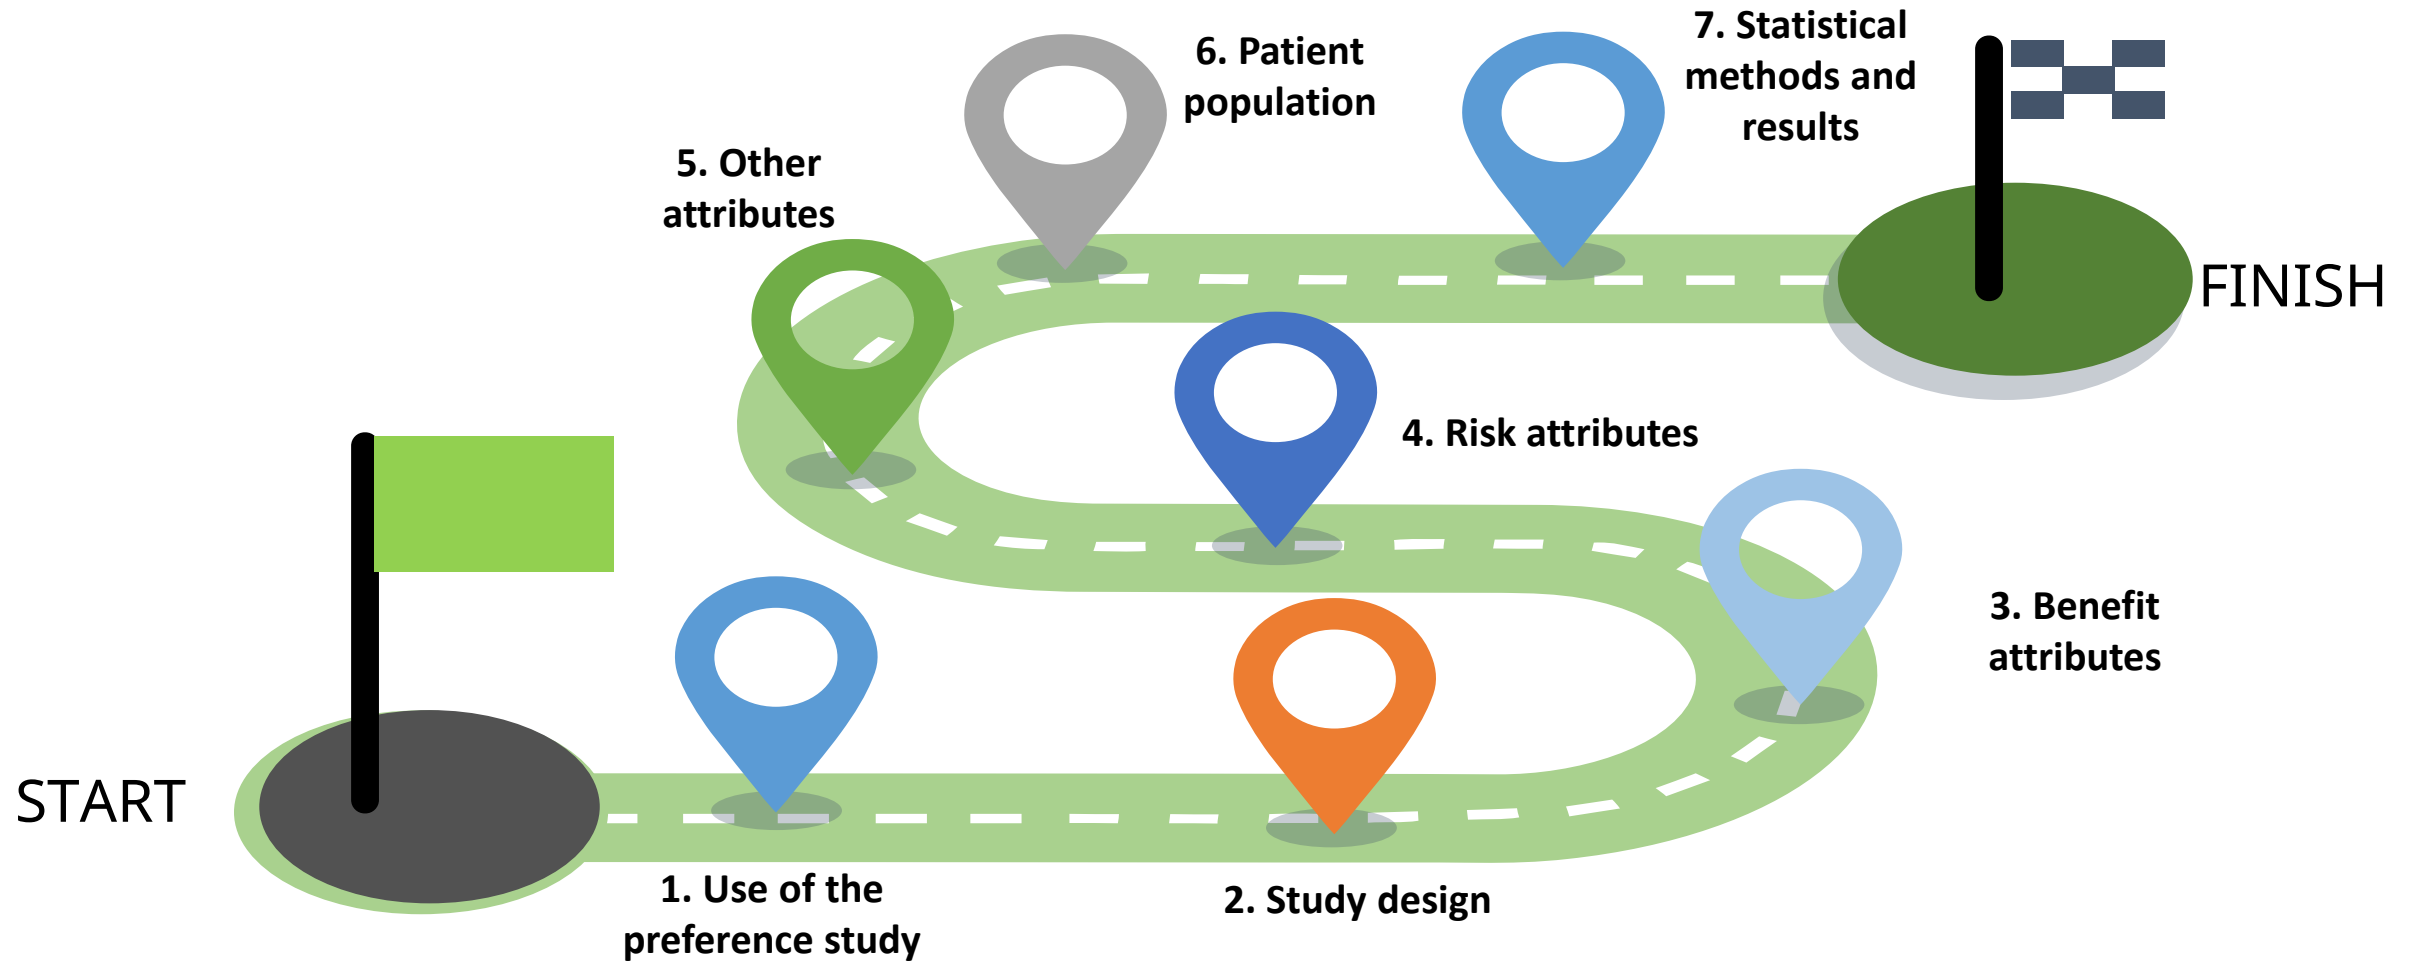 7. Statistical
methods and
results
6. Patient
population
5. Other
attributes
FINISH
4. Risk attributes
3. Benefit
attributes
START
1. Use of the
preference study
2. Study design